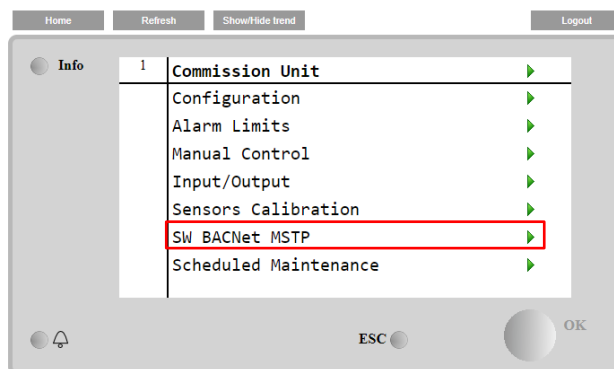 Home Refresh Show/Hide trend Logout
Info
1 Commission Unit
Configuration
Alarm Limits
Manual Control
Input/Output
Sensors Calibration
SW BACNet MSTP
Scheduled Maintenance
ESC OK